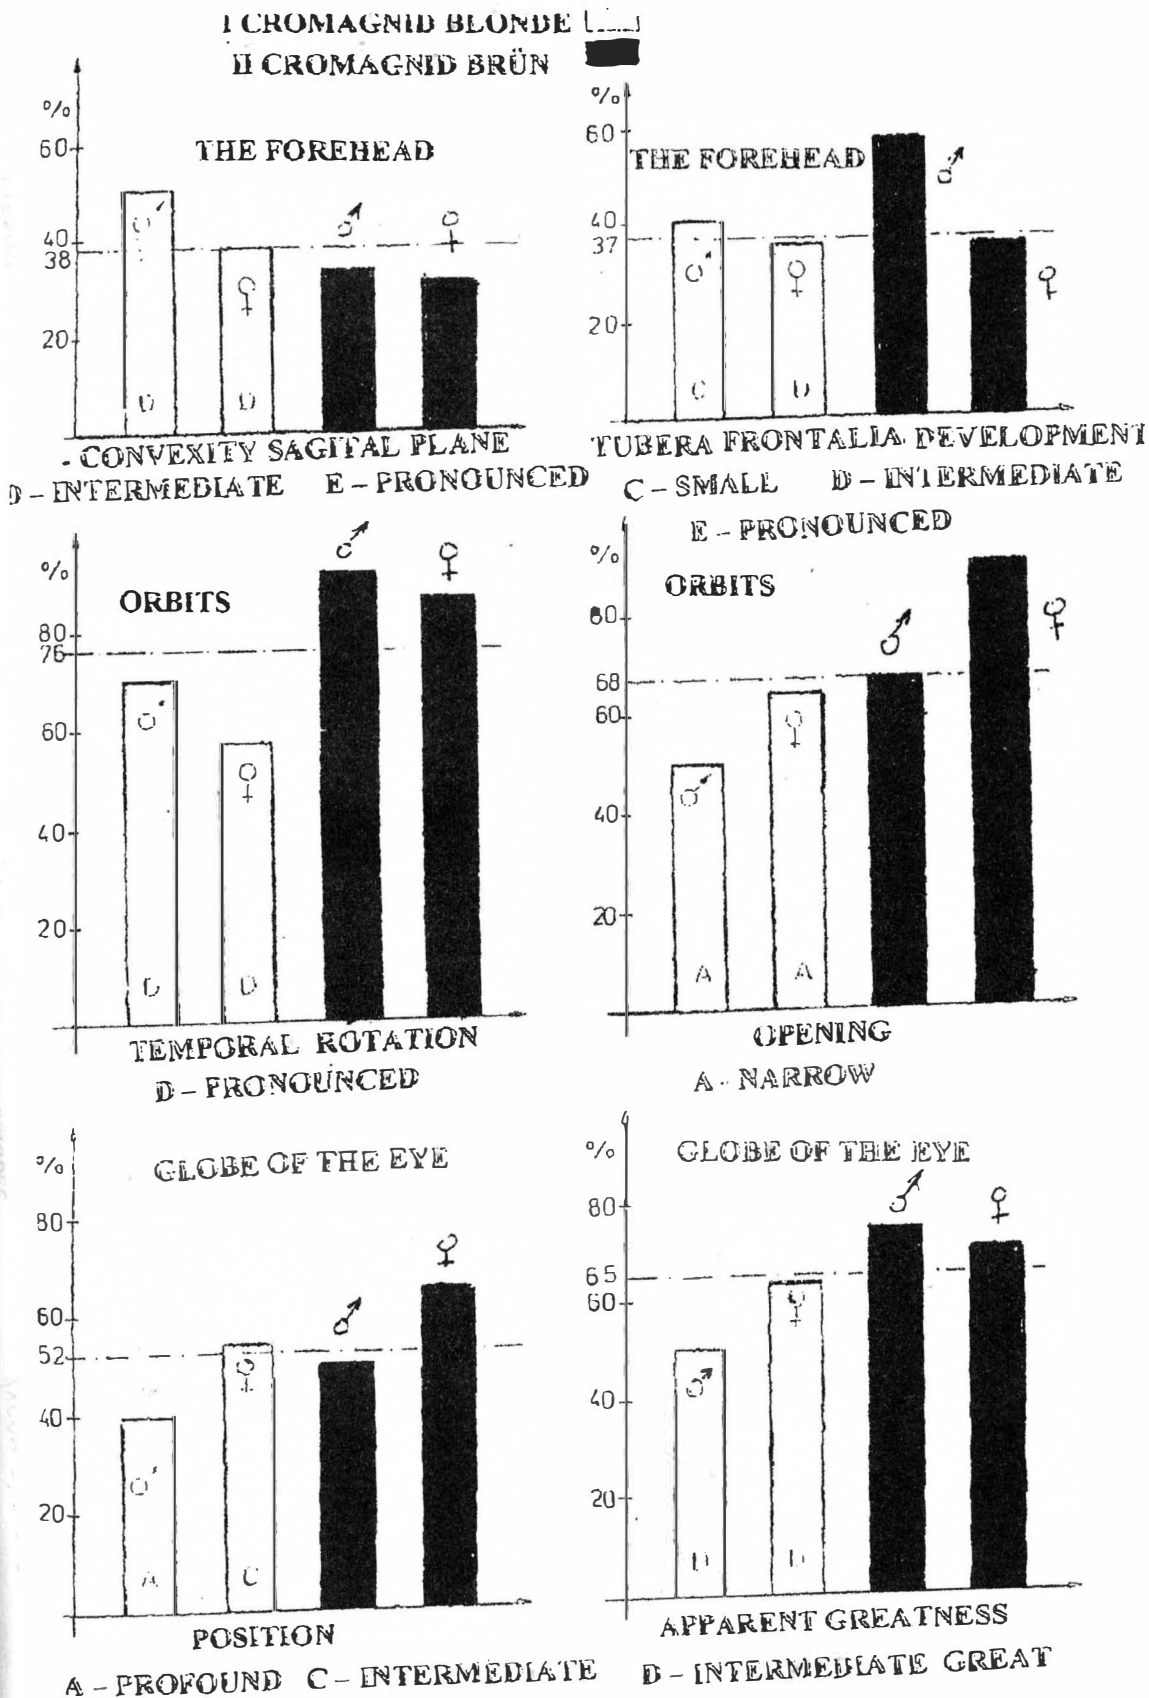 I CROMAGNID BLONDE
II CROMAGNID BRÜN
%
60
40
38
20
THE FOREHEAD
♂ ♀ ♂ ♀
D D
- CONVEXITY SAGITAL PLANE
D - INTERMEDIATE E - PRONOUNCED
%
60
40
37
20
THE FOREHEAD
♂ ♀ ♂ ♀
C D
TUBERA FRONTALIA DEVELOPMENT
C - SMALL D - INTERMEDIATE
E - PRONOUNCED
%
80
76
60
40
20
ORBITS
♂ ♀ ♂ ♀
D D
TEMPORAL ROTATION
D - PRONOUNCED
%
80
68
60
40
20
ORBITS
♂ ♀ ♂ ♀
A A
OPENING
A - NARROW
%
80
60
52
40
20
GLOBE OF THE EYE
♂ ♀ ♂ ♀
A C
POSITION
A - PROFOUND C - INTERMEDIATE
%
80
65
60
40
20
GLOBE OF THE EYE
♂ ♀ ♂ ♀
D D
APPARENT GREATNESS
D - INTERMEDIATE GREAT